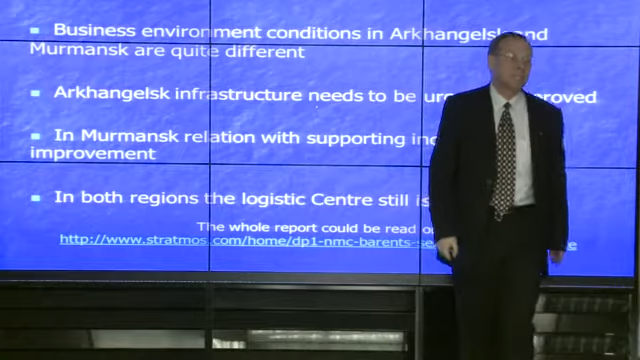 Business environment conditions in Arkhangelsk and
Murmansk are quite different
Arkhangelsk infrastructure needs to be improved
In Murmansk relation with supporting
improvement
In both regions the logistic Centre still
The whole report could be read
http://www.stratmos.com/home/dp1-nmc-barents-